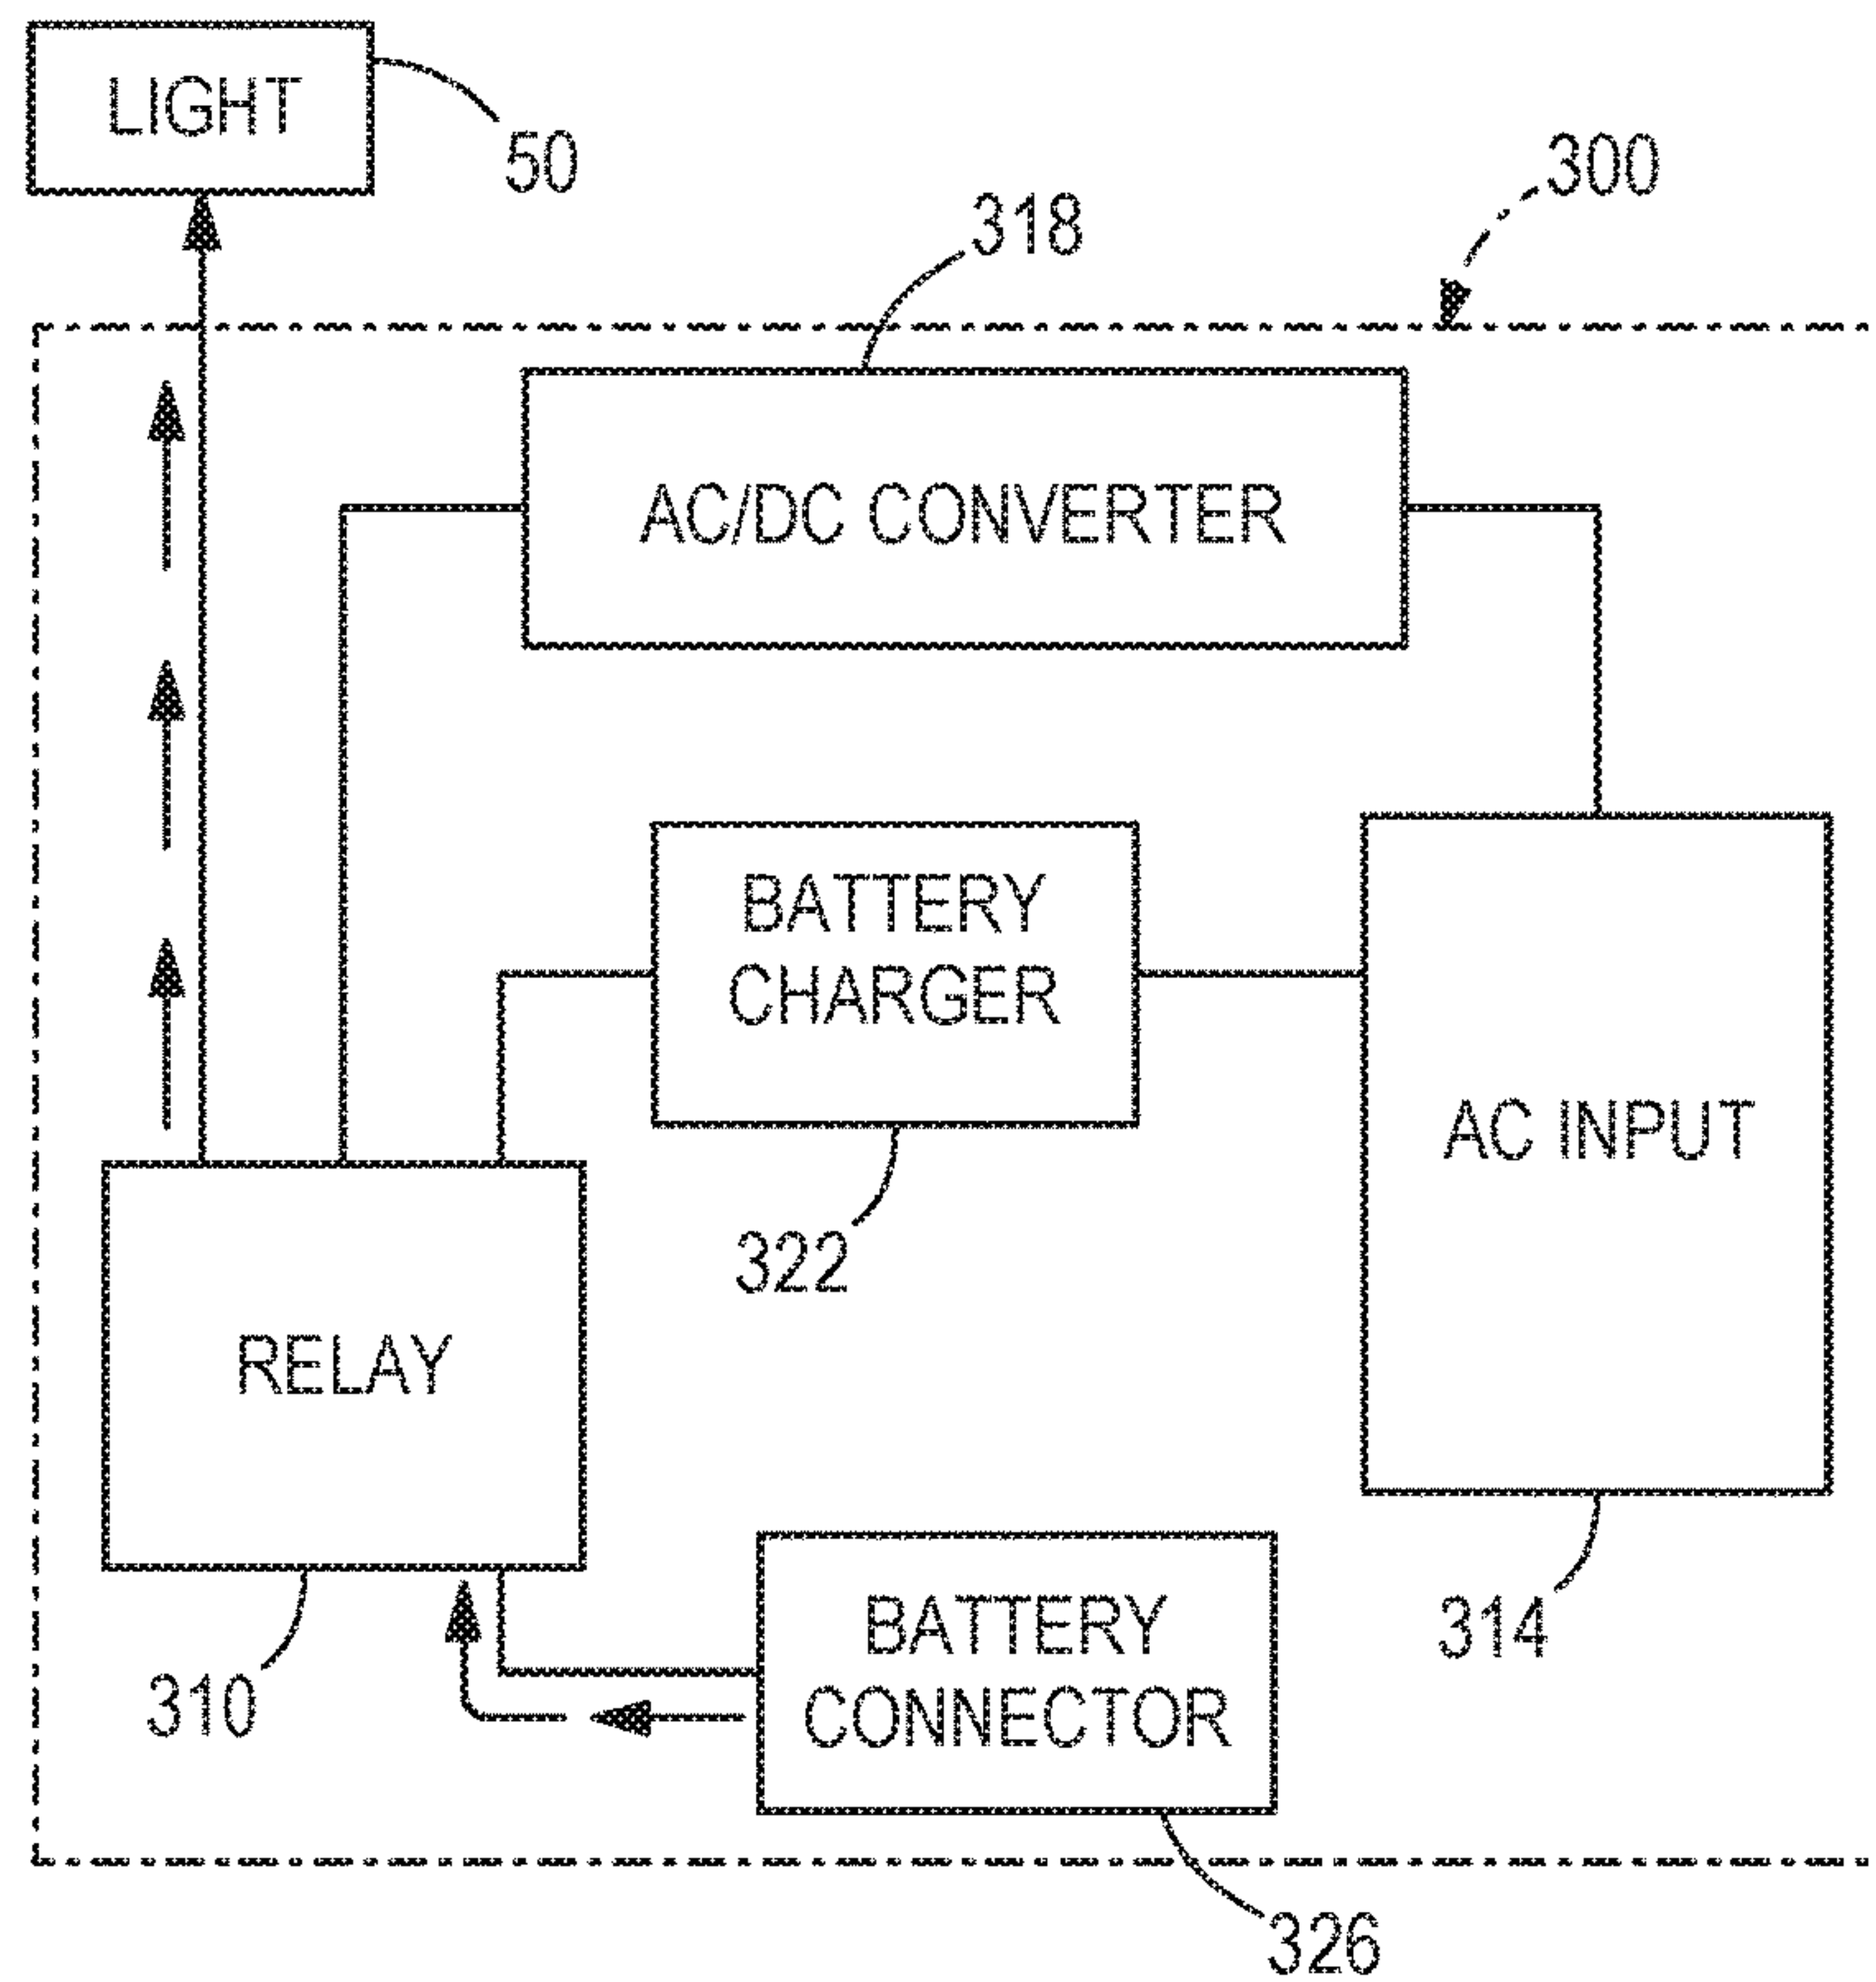 LIGHT
50
300
318
AC/DC CONVERTER
BATTERY
CHARGER
AC INPUT
322
RELAY
BATTERY
CONNECTOR
314
310
326